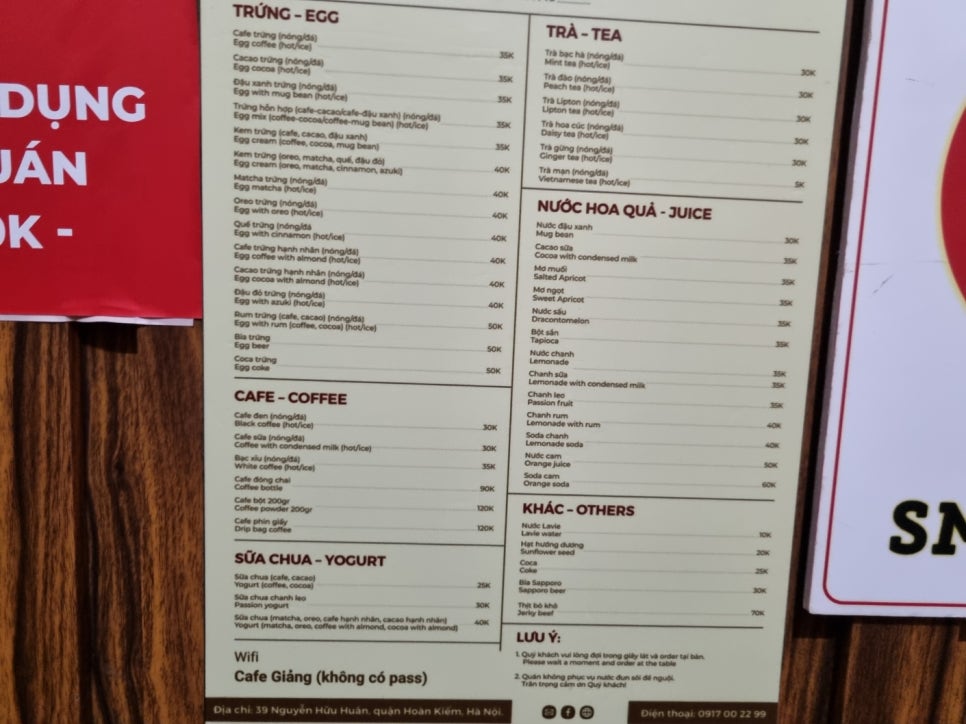 DỤNG
UÁN
OK -
TRỨNG – EGG
Cafe trứng (nóng/đá)
Egg coffee (hot/ice) 35K
Cacao trứng (nóng/đá)
Egg cocoa (hot/ice) 35K
Đậu xanh trứng (nóng/đá)
Egg with mug bean (hot/ice) 35K
Trứng hỗn hợp (cafe-cacao/cafe-đậu xanh) (nóng/đá)
Egg mix (coffee-cocoa/coffee-mug bean) (hot/ice) 35K
Kem trứng (cafe, cacao, đậu xanh)
Egg cream (coffee, cocoa, mug bean) 35K
Kem trứng (oreo, matcha, quế, đậu đỏ)
Egg cream (oreo, matcha, cinnamon, azuki) 40K
Matcha trứng (nóng/đá)
Egg matcha (hot/ice) 40K
Oreo trứng (nóng/đá)
Egg with oreo (hot/ice) 40K
Quế trứng (nóng/đá
Egg with cinnamon (hot/ice) 40K
Cafe trứng hạnh nhân (nóng/đá)
Egg coffee with almond (hot/ice) 40K
Cacao trứng hạnh nhân (nóng/đá)
Egg cocoa with almond (hot/ice) 40K
Đậu đỏ trứng (nóng/đá)
Egg with azuki (hot/ice) 40K
Rum trứng (cafe, cacao) (nóng/đá)
Egg with rum (coffee, cocoa) (hot/ice) 50K
Bia trứng
Egg beer 50K
Coca trứng
Egg coke 50K
CAFE – COFFEE
Cafe đen (nóng/đá)
Black coffee (hot/ice) 30K
Cafe sữa (nóng/đá)
Coffee with condensed milk (hot/ice) 30K
Bạc xỉu (nóng/đá)
White coffee (hot/ice) 35K
Cafe đóng chai
Coffee bottle 90K
Cafe bột 200gr
Coffee powder 200gr 120K
Cafe phin giấy
Drip bag coffee 120K
SỮA CHUA – YOGURT
Sữa chua (cafe, cacao)
Yogurt (coffee, cocoa) 25K
Sữa chua chanh leo
Passion yogurt 30K
Sữa chua (matcha, oreo, cafe hạnh nhân, cacao hạnh nhân)
Yogurt (matcha, oreo, coffee with almond, cocoa with almond) 40K
Wifi
Cafe Giảng (không có pass)
TRÀ – TEA
Trà bạc hà (nóng/đá)
Mint tea (hot/ice) 30K
Trà đào (nóng/đá)
Peach tea (hot/ice) 30K
Trà Lipton (nóng/đá)
Lipton tea (hot/ice) 30K
Trà hoa cúc (nóng/đá)
Daisy tea (hot/ice) 30K
Trà gừng (nóng/đá)
Ginger tea (hot/ice) 30K
Trà mạn (nóng/đá)
Vietnamese tea (hot/ice) 5K
NƯỚC HOA QUẢ - JUICE
Nước đậu xanh
Mug bean 30K
Cacao sữa
Cocoa with condensed milk 35K
Mơ muối
Salted Apricot 35K
Mơ ngọt
Sweet Apricot 35K
Nước sấu
Dracontomelon 35K
Bột sắn
Tapioca 35K
Nước chanh
Lemonade 35K
Chanh sữa
Lemonade with condensed milk 35K
Chanh leo
Passion fruit 35K
Chanh rum
Lemonade with rum 40K
Soda chanh
Lemonade soda 40K
Nước cam
Orange juice 50K
Soda cam
Orange soda 60K
KHÁC – OTHERS
Nước Lavie
Lavie water 10K
Hạt hướng dương
Sunflower seed 20K
Coca
Coke 25K
Bia Sapporo
Sapporo beer 30K
Thịt bò khô
Jerky beef 70K
LƯU Ý:
1. Quý khách vui lòng đợi trong giây lát và order tại bàn.
Please wait a moment and order at the table
2. Quán không phục vụ nước đun sôi để nguội.
Trân trọng cảm ơn Quý khách!
Địa chỉ: 39 Nguyễn Hữu Huân, quận Hoàn Kiếm, Hà Nội.
Điện thoại: 0917 00 22 99
SN